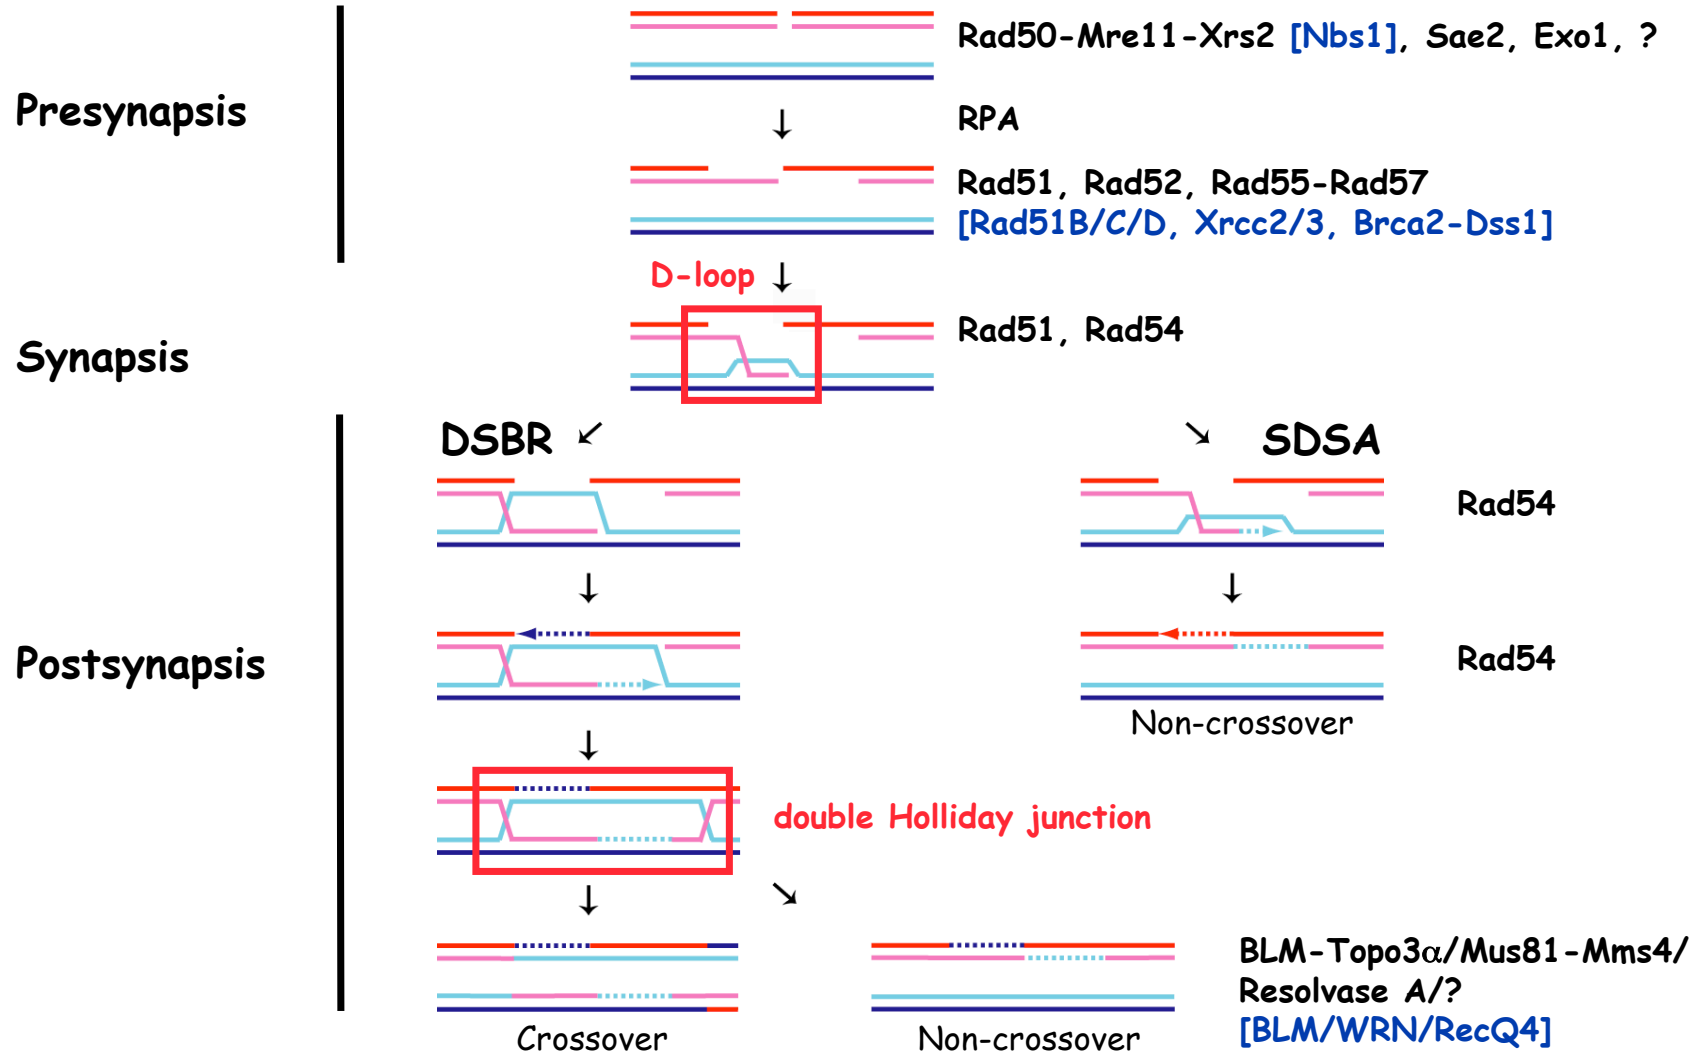 Presynapsis
Rad50-Mre11-Xrs2 [Nbs1], Sae2, Exo1, ?
RPA
Rad51, Rad52, Rad55-Rad57
[Rad51B/C/D, Xrcc2/3, Brca2-Dss1]
D-loop
Synapsis
Rad51, Rad54
DSBR
SDSA
Rad54
Postsynapsis
Rad54
Non-crossover
double Holliday junction
Crossover
Non-crossover
BLM-Topo3α/Mus81-Mms4/
Resolvase A/?
[BLM/WRN/RecQ4]